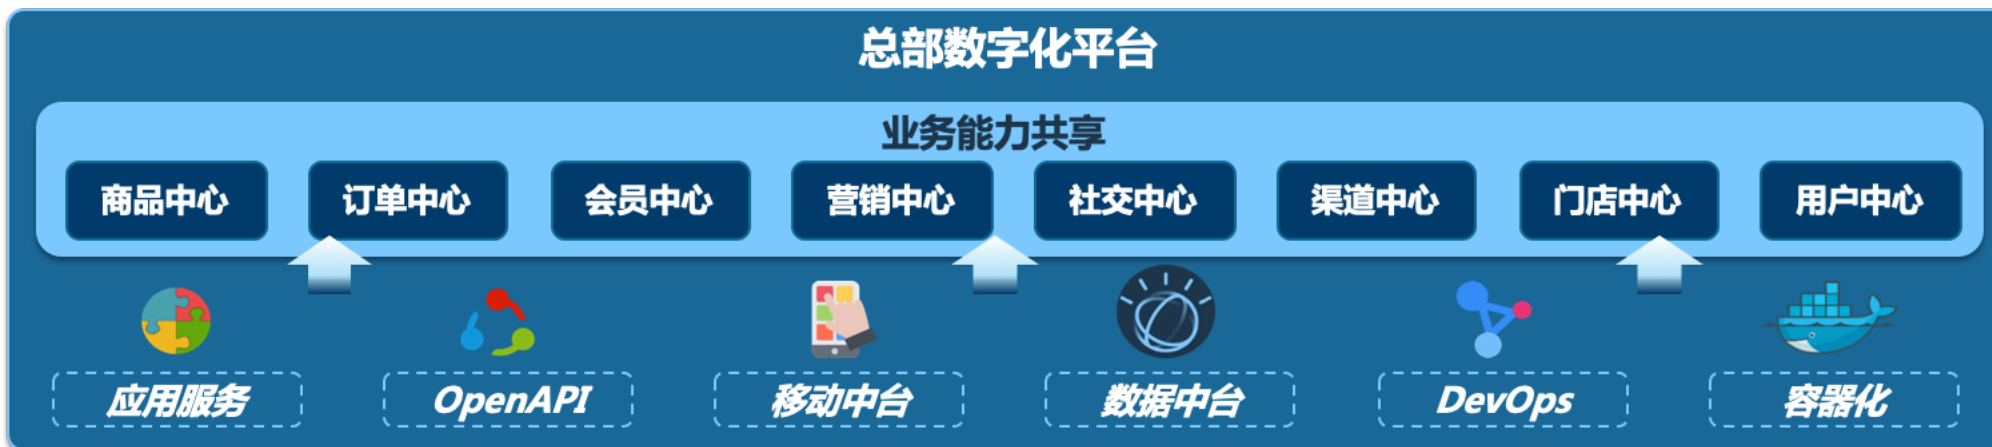 总部数字化平台
业务能力共享
商品中心 订单中心 会员中心 营销中心 社交中心 渠道中心 门店中心 用户中心
应用服务 OpenAPI 移动中台 数据中台 DevOps 容器化